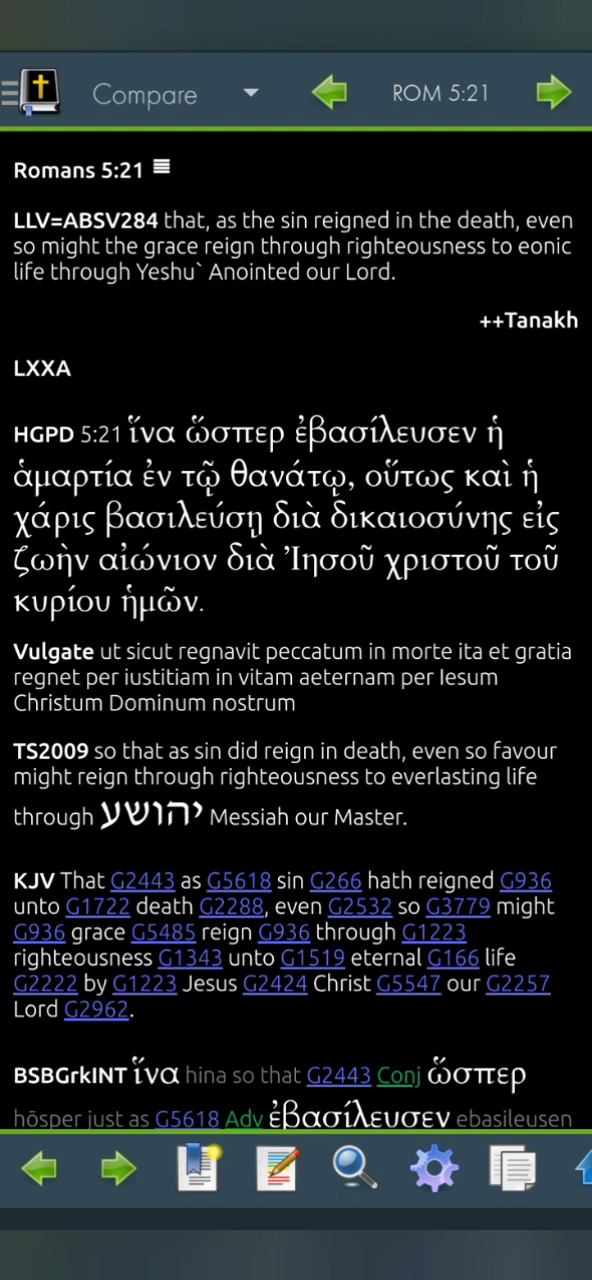 Compare
ROM 5:21
Romans 5:21
LLV=ABSV284 that, as the sin reigned in the death, even
so might the grace reign through righteousness to eonic
life through Yeshu` Anointed our Lord.
++Tanakh
LXXA
HGPD 5:21 ἵνα ὥσπερ ἐβασίλευσεν ἡ
ἁμαρτία ἐν τῷ θανάτῳ, οὕτως καὶ ἡ
χάρις βασιλεύσῃ διὰ δικαιοσύνης εἰς
ζωὴν αἰώνιον διὰ Ἰησοῦ χριστοῦ τοῦ
κυρίου ἡμῶν.
Vulgate ut sicut regnavit peccatum in morte ita et gratia
regnet per iustitiam in vitam aeternam per Iesum
Christum Dominum nostrum
TS2009 so that as sin did reign in death, even so favour
might reign through righteousness to everlasting life
through יהושע Messiah our Master.
KJV That G2443 as G5618 sin G266 hath reigned G936
unto G1722 death G2288, even G2532 so G3779 might
G936 grace G5485 reign G936 through G1223
righteousness G1343 unto G1519 eternal G166 life
G2222 by G1223 Jesus G2424 Christ G5547 our G2257
Lord G2962.
BSBGrkINT ἵνα hina so that G2443 Conj ὥσπερ
hōsper just as G5618 Adv ἐβασίλευσεν ebasileusen